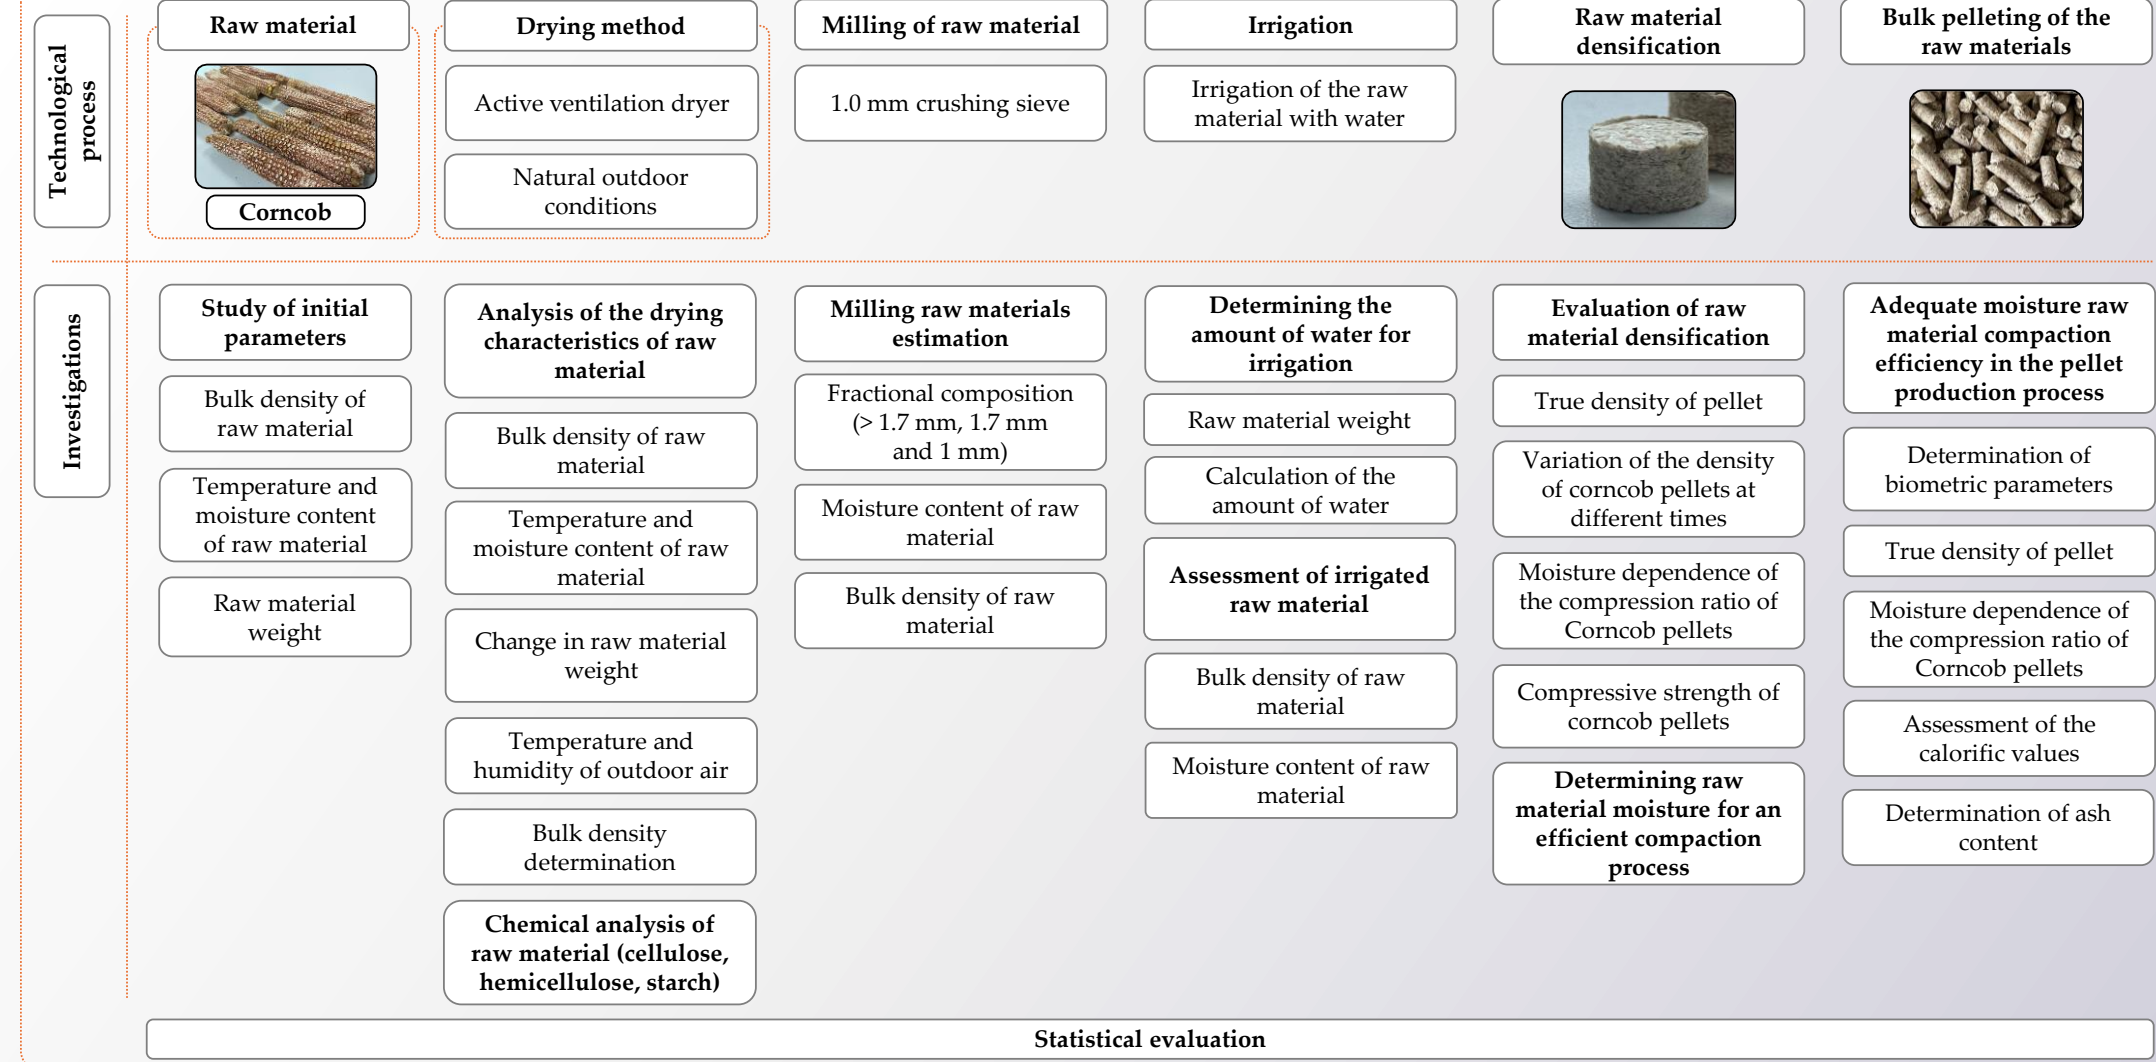 Technological
process
Raw material
Corncob
Drying method
Active ventilation dryer
Natural outdoor
conditions
Milling of raw material
1.0 mm crushing sieve
Irrigation
Irrigation of the raw
material with water
Raw material
densification
Bulk pelleting of the
raw materials
Investigations
Study of initial
parameters
Bulk density of
raw material
Temperature and
moisture content
of raw material
Raw material
weight
Analysis of the drying
characteristics of raw
material
Bulk density of raw
material
Temperature and
moisture content of raw
material
Change in raw material
weight
Temperature and
humidity of outdoor air
Bulk density
determination
Chemical analysis of
raw material (cellulose,
hemicellulose, starch)
Milling raw materials
estimation
Fractional composition
(> 1.7 mm, 1.7 mm
and 1 mm)
Moisture content of raw
material
Bulk density of raw
material
Determining the
amount of water for
irrigation
Raw material weight
Calculation of the
amount of water
Assessment of irrigated
raw material
Bulk density of raw
material
Moisture content of raw
material
Evaluation of raw
material densification
True density of pellet
Variation of the density
of corncob pellets at
different times
Moisture dependence of
the compression ratio of
Corncob pellets
Compressive strength of
corncob pellets
Determining raw
material moisture for an
efficient compaction
process
Adequate moisture raw
material compaction
efficiency in the pellet
production process
Determination of
biometric parameters
True density of pellet
Moisture dependence of
the compression ratio of
Corncob pellets
Assessment of the
calorific values
Determination of ash
content
Statistical evaluation